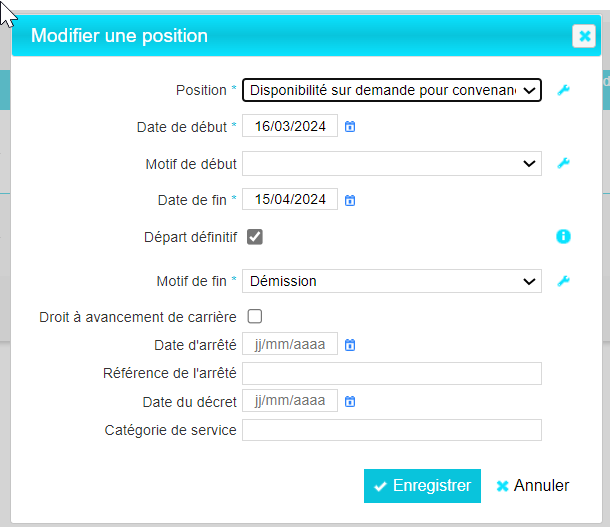 Modifier une position
Position * Disponibilité sur demande pour convenan
Date de début * 16/03/2024
Motif de début
Date de fin * 15/04/2024
Départ définitif
Motif de fin * Démission
Droit à avancement de carrière
Date d'arrêté jj/mm/aaaa
Référence de l'arrêté
Date du décret jj/mm/aaaa
Catégorie de service
Enregistrer Annuler